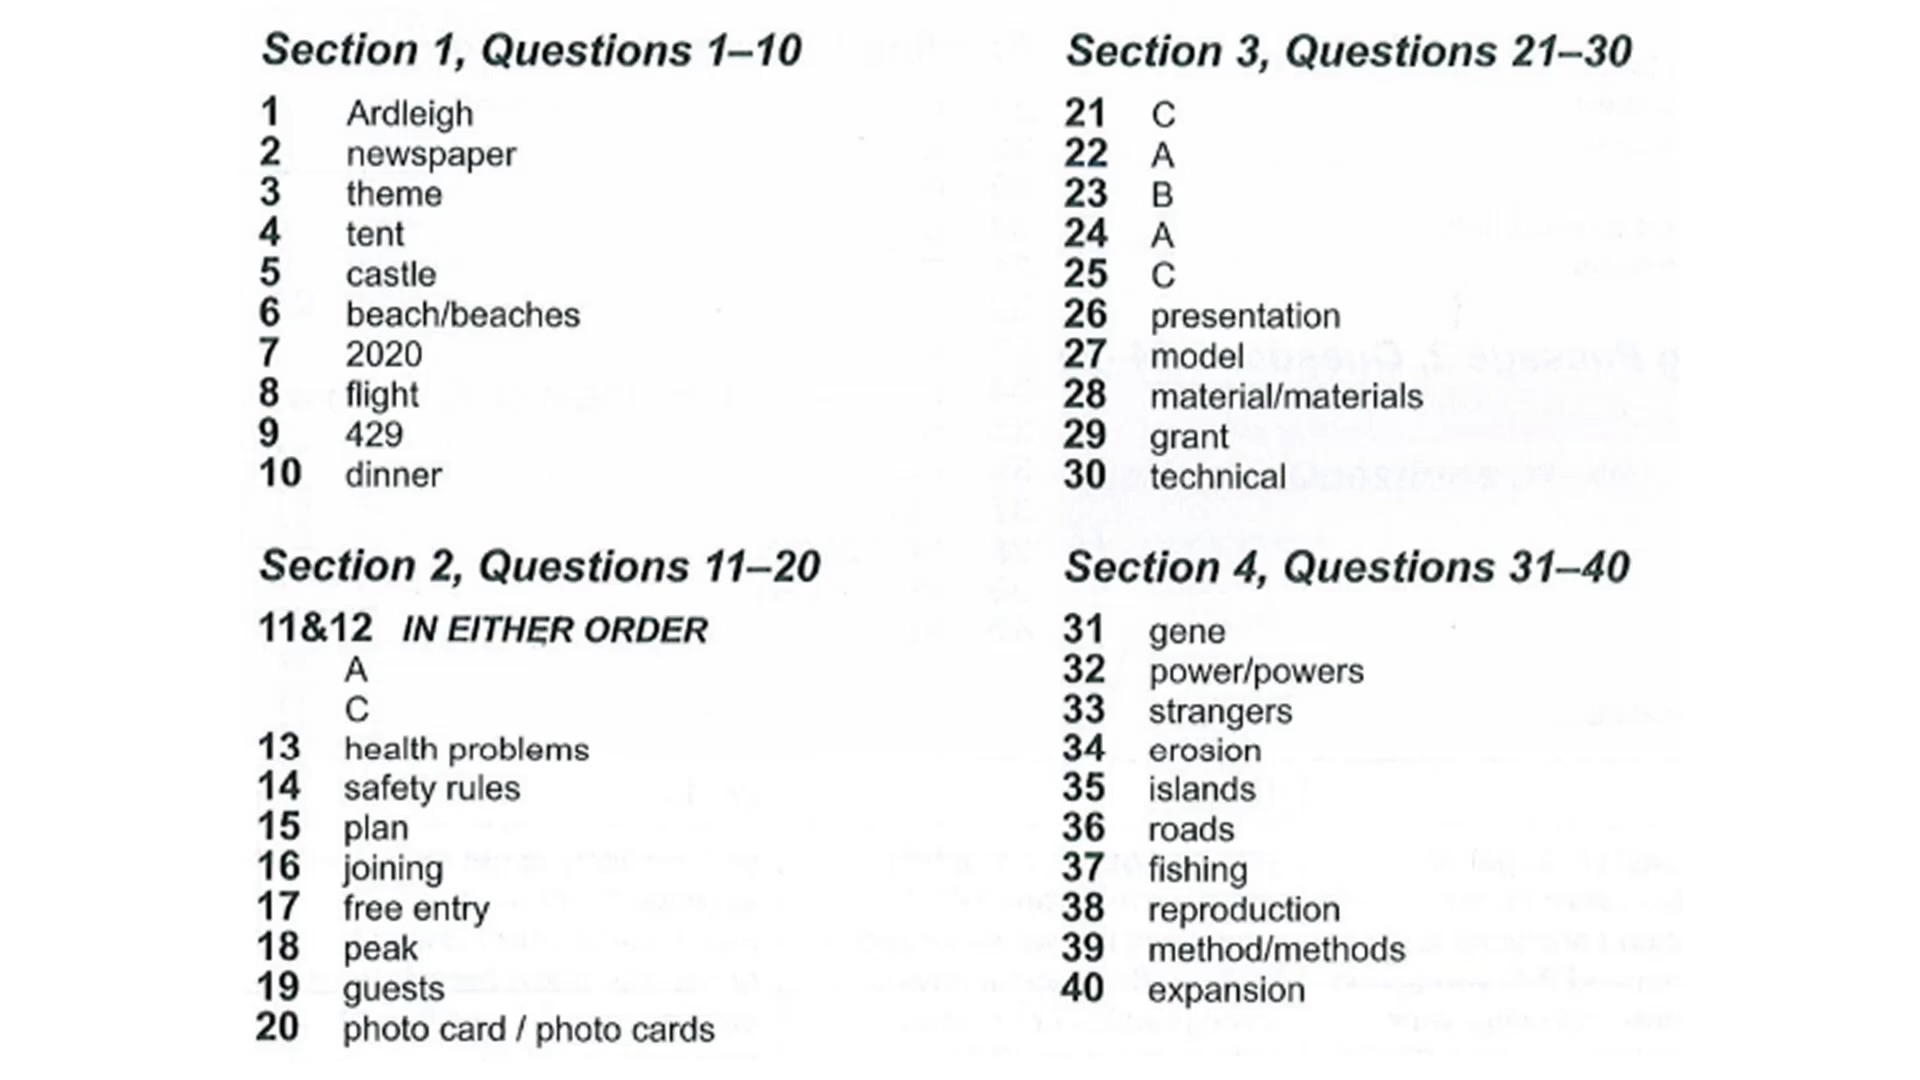 Section 1, Questions 1–10
1 Ardleigh
2 newspaper
3 theme
4 tent
5 castle
6 beach/beaches
7 2020
8 flight
9 429
10 dinner
Section 2, Questions 11–20
11&12 IN EITHER ORDER
A
C
13 health problems
14 safety rules
15 plan
16 joining
17 free entry
18 peak
19 guests
20 photo card / photo cards
Section 3, Questions 21–30
21 C
22 A
23 B
24 A
25 C
26 presentation
27 model
28 material/materials
29 grant
30 technical
Section 4, Questions 31–40
31 gene
32 power/powers
33 strangers
34 erosion
35 islands
36 roads
37 fishing
38 reproduction
39 method/methods
40 expansion